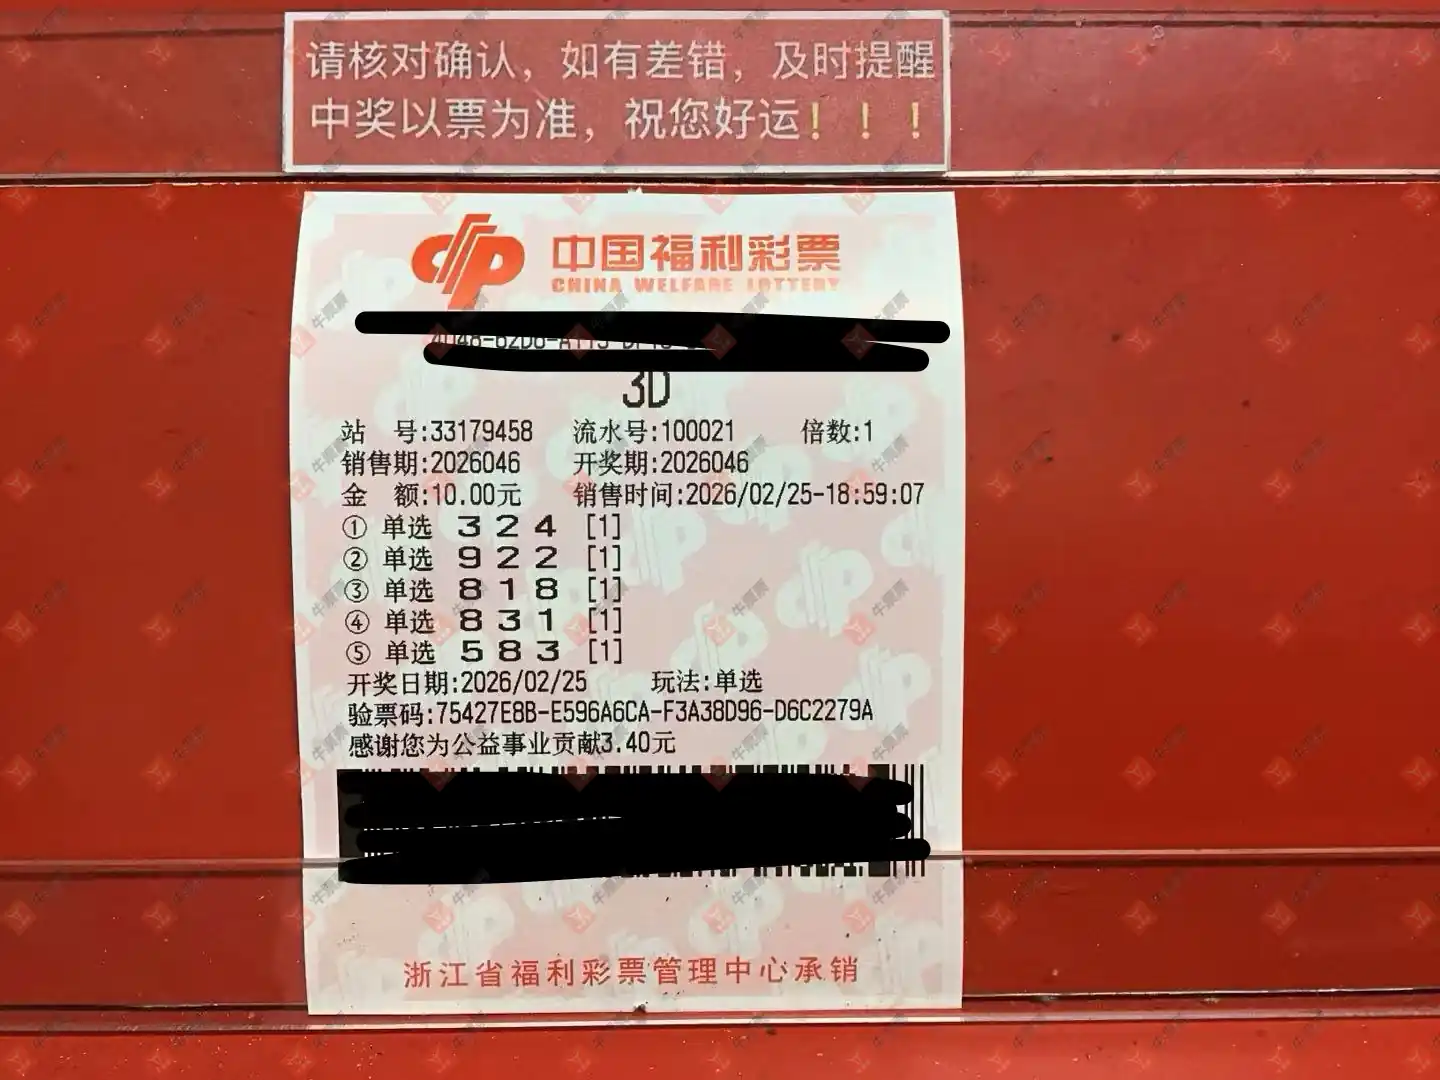 请核对确认，如有差错，及时提醒
中奖以票为准，祝您好运！！！
中国福利彩票
CHINA WELFARE LOTTERY
3D
站 号:33179458 流水号:100021 倍数:1
销售期:2026046 开奖期:2026046
金 额:10.00元 销售时间:2026/02/25-18:59:07
① 单选 3 2 4 [1]
② 单选 9 2 2 [1]
③ 单选 8 1 8 [1]
④ 单选 8 3 1 [1]
⑤ 单选 5 8 3 [1]
开奖日期:2026/02/25 玩法:单选
验票码:75427E8B-E596A6CA-F3A38D96-D6C2279A
感谢您为公益事业贡献3.40元
浙江省福利彩票管理中心承销